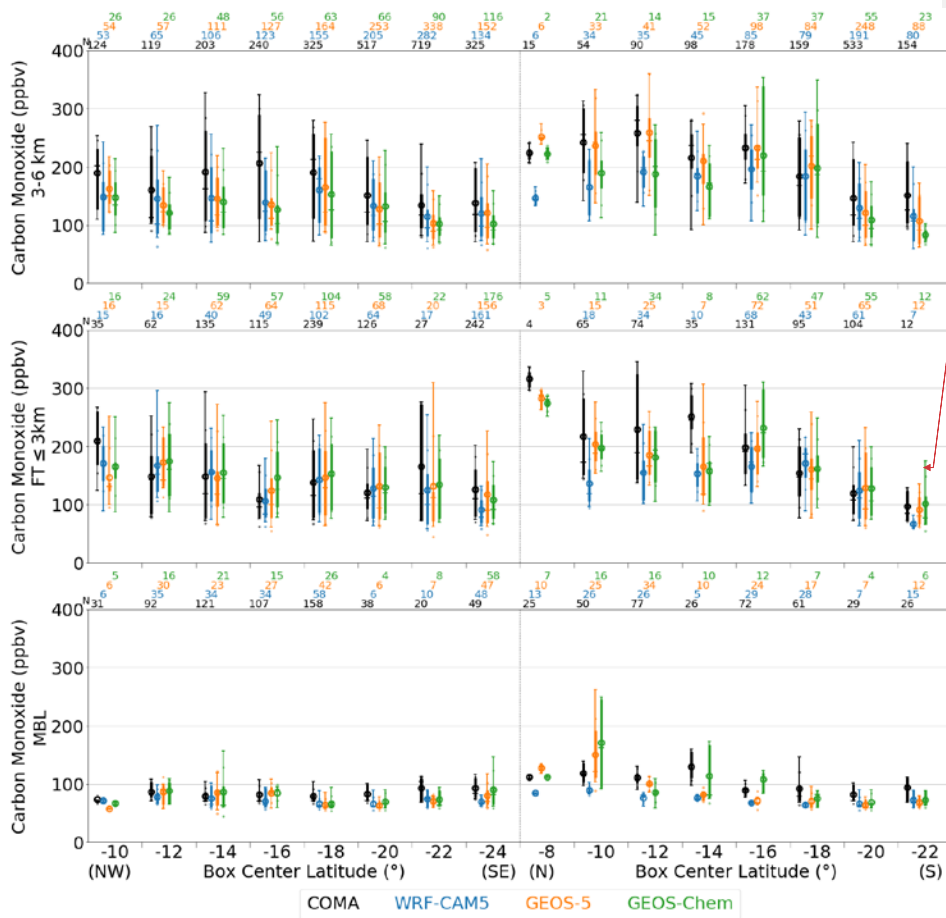 26 26 48 56 63 66 90 116 2 21 14 15 37 37 55 23
54 57 111 127 164 253 338 152 6 33 41 52 98 84 248 88
53 65 106 123 155 205 282 134 6 34 35 45 85 79 191 80
N 124 119 203 240 325 517 719 325 15 54 90 98 178 159 533 154
400
300
200
100
0
Carbon Monoxide (ppbv)
3-6 km
16 24 59 57 104 58 22 176 5 11 34 8 62 47 55 12
16 15 62 64 115 68 20 156 3 15 25 7 72 51 65 12
15 16 40 49 102 64 17 161 18 34 10 68 43 61 7
N 35 62 135 115 239 126 27 242 4 65 74 35 131 95 104 12
400
300
200
100
0
Carbon Monoxide (ppbv)
FT ≤ 3km
5 16 21 15 26 4 8 58 7 16 16 10 12 7 4 6
6 30 23 27 42 6 7 47 10 25 34 10 24 17 7 12
6 35 34 34 58 6 10 48 13 26 26 5 29 28 7 15
N 31 92 121 107 158 38 20 49 25 50 77 26 72 61 29 26
400
300
200
100
0
Carbon Monoxide (ppbv)
MBL
-10 -12 -14 -16 -18 -20 -22 -24 -8 -10 -12 -14 -16 -18 -20 -22
(NW) Box Center Latitude (°) (SE) (N) Box Center Latitude (°) (S)
COMA WRF-CAM5 GEOS-5 GEOS-Chem